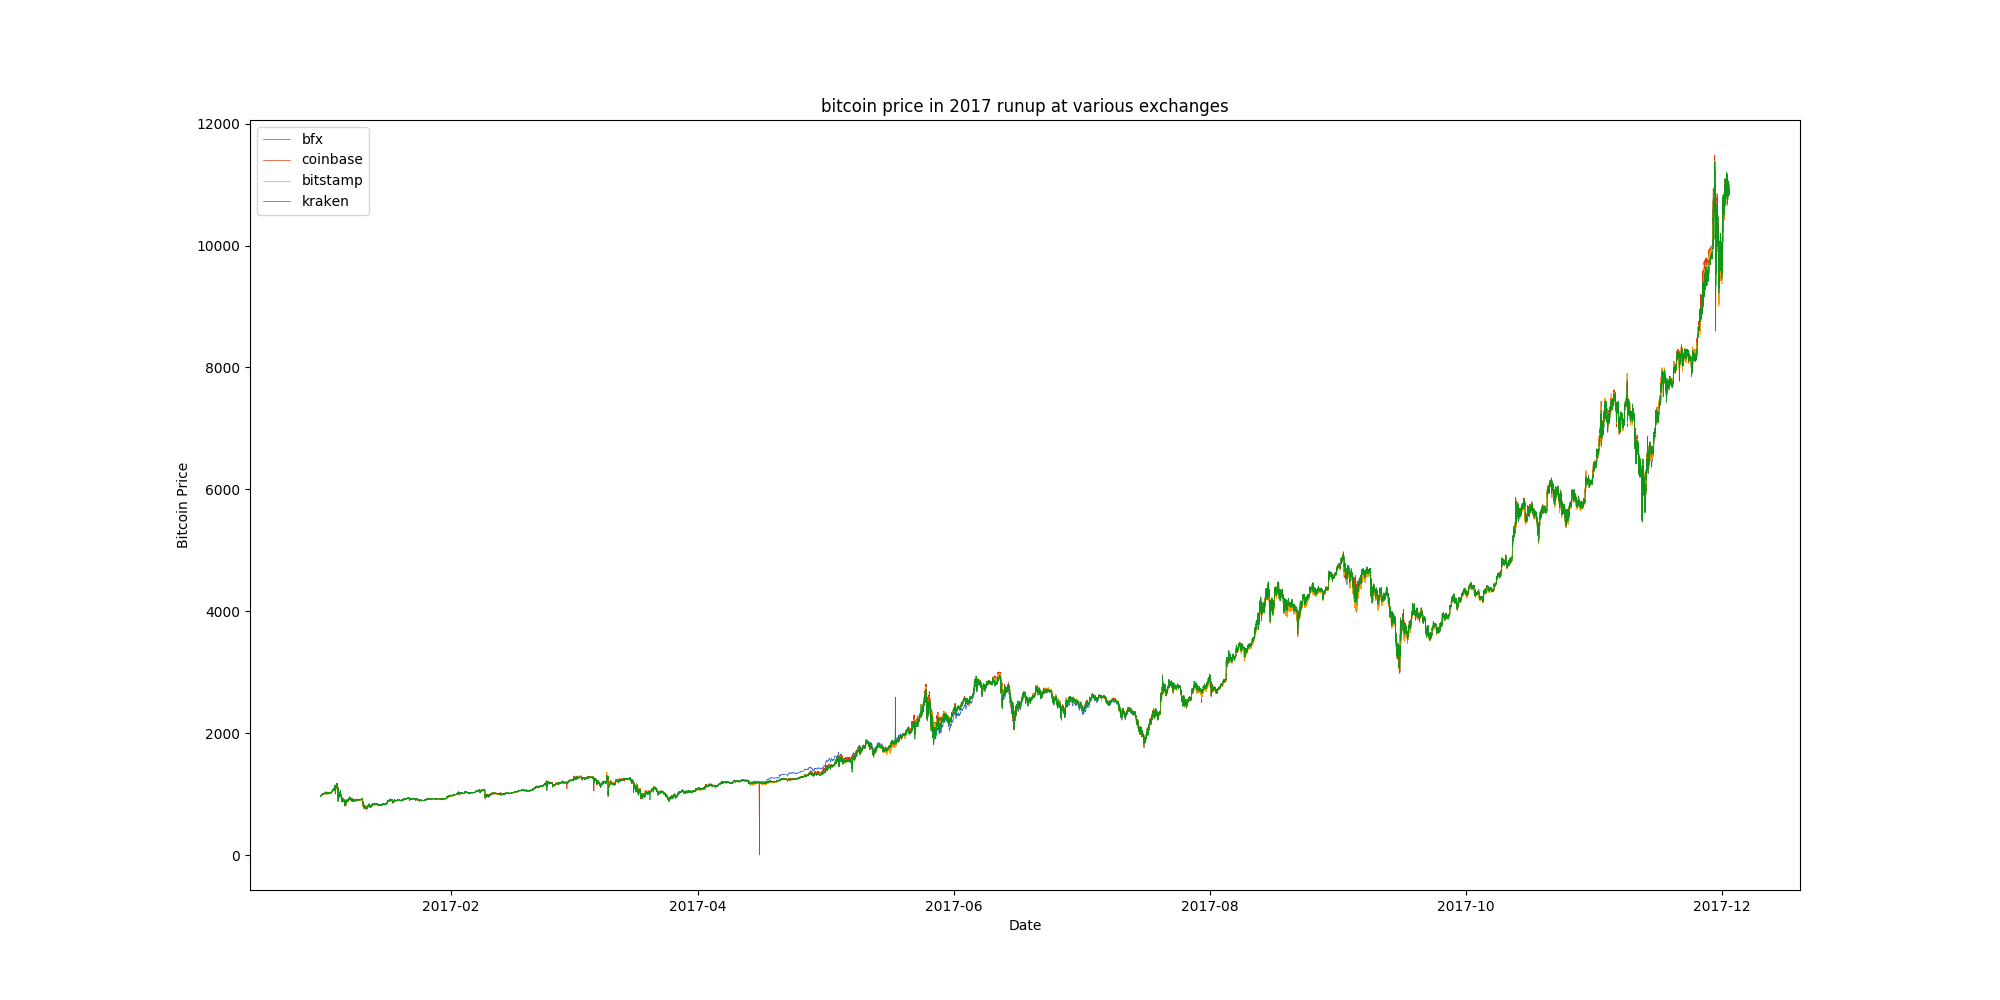 bitcoin price in 2017 runup at various exchanges
12000
10000
8000
6000
4000
2000
0
Bitcoin Price
bfx
coinbase
bitstamp
kraken
2017-02
2017-04
2017-06
2017-08
2017-10
2017-12
Date